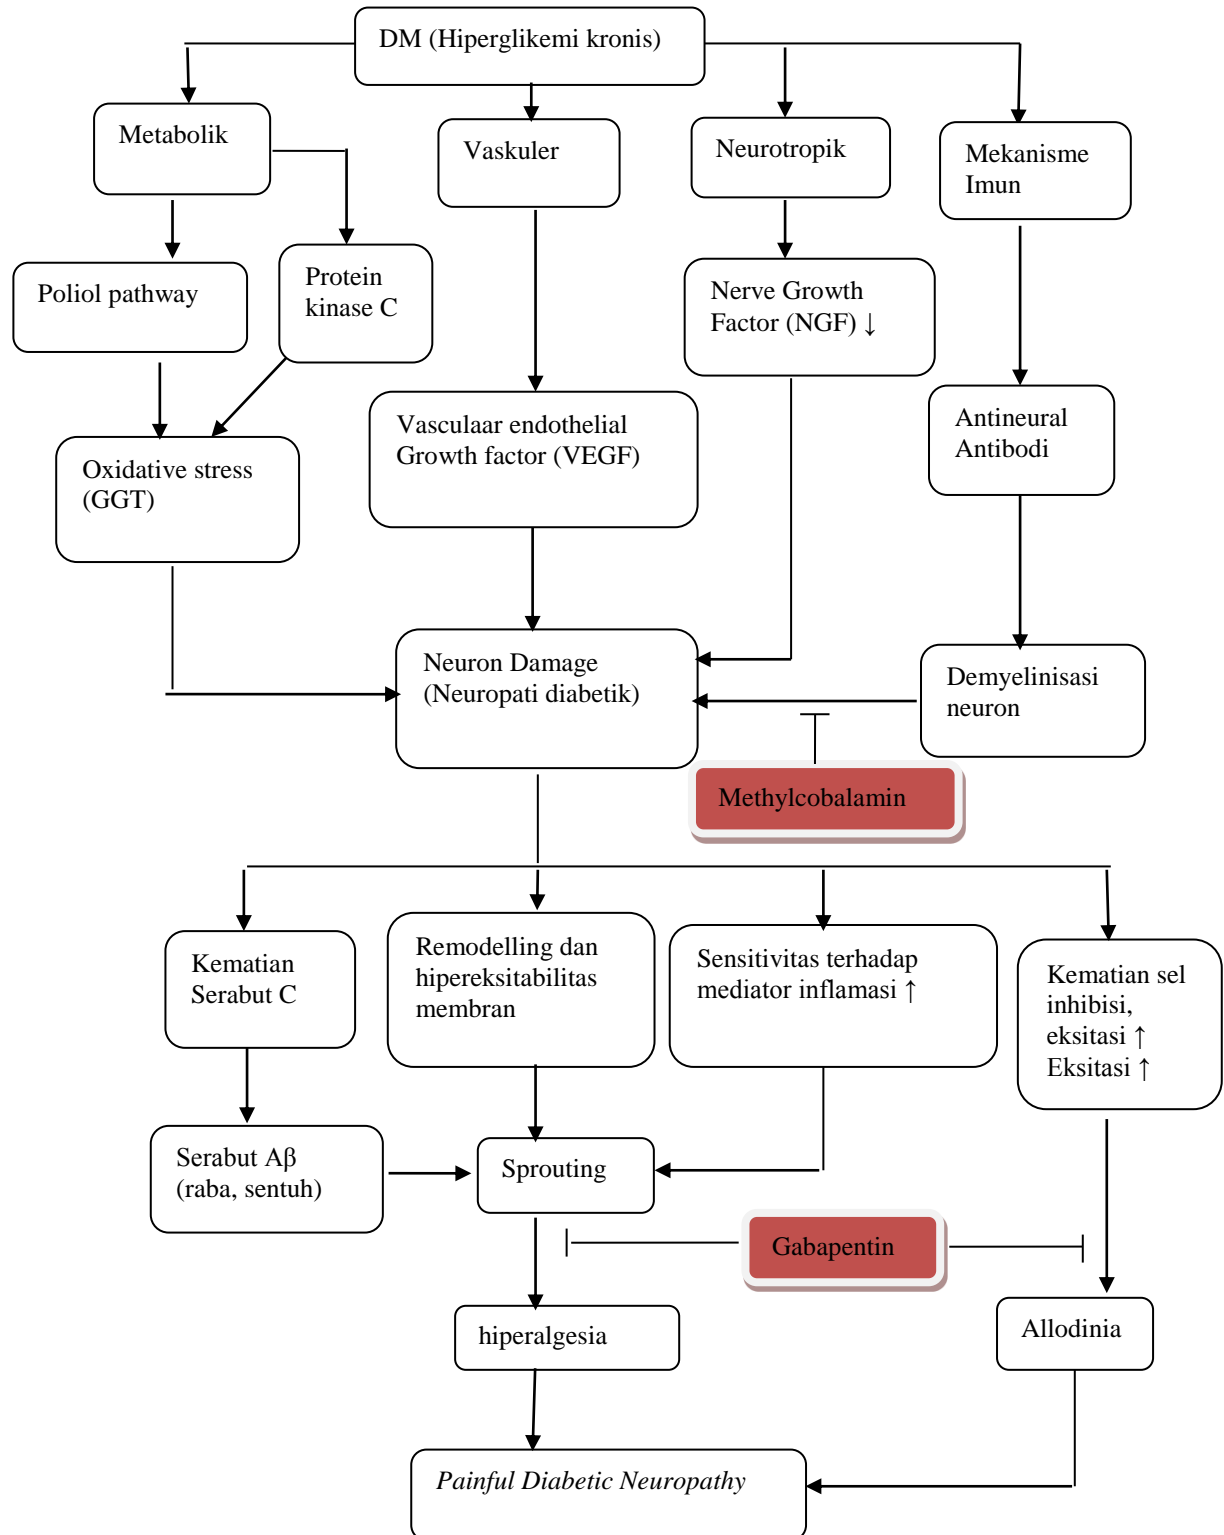 DM (Hiperglikemi kronis)
Metabolik
Vaskuler
Neurotropik
Mekanisme
Imun
Poliol pathway
Protein
kinase C
Nerve Growth
Factor (NGF) ↓
Oxidative stress
(GGT)
Vasculaar endothelial
Growth factor (VEGF)
Antineural
Antibodi
Neuron Damage
(Neuropati diabetik)
Demyelinisasi
neuron
Methylcobalamin
Kematian
Serabut C
Remodelling dan
hipereksitabilitas
membran
Sensitivitas terhadap
mediator inflamasi ↑
Kematian sel
inhibisi,
eksitasi ↑
Eksitasi ↑
Serabut Aβ
(raba, sentuh)
Sprouting
Gabapentin
hiperalgesia
Allodinia
Painful Diabetic Neuropathy